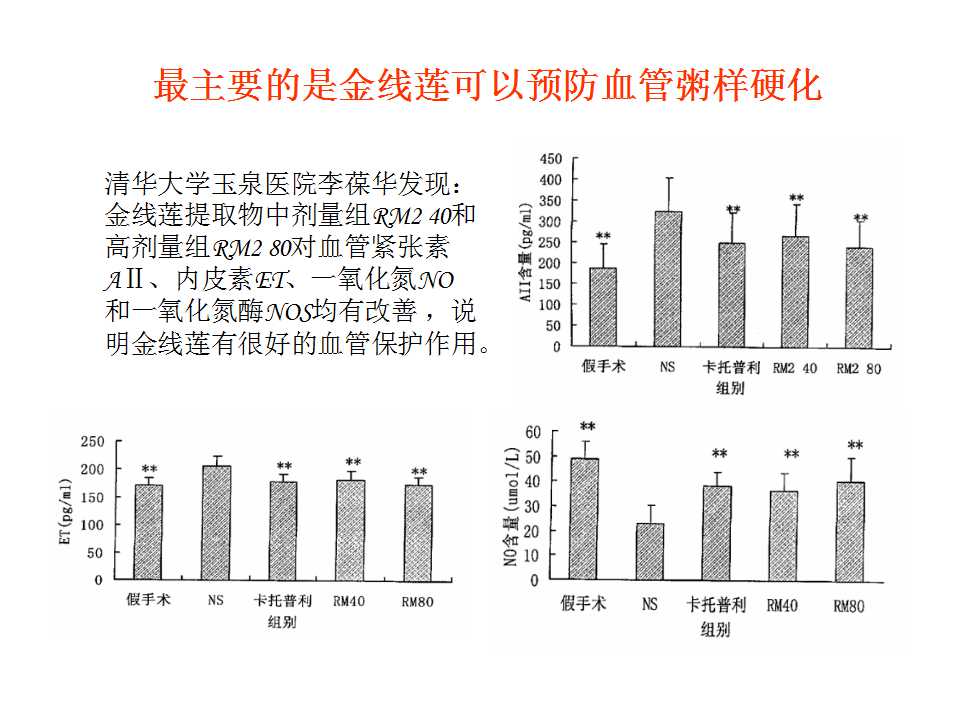 最主要的是金线莲可以预防血管粥样硬化
清华大学玉泉医院李葆华发现：
金线莲提取物中剂量组RM2 40和
高剂量组RM2 80对血管紧张素
AⅡ、内皮素ET、一氧化氮NO
和一氧化氮酶NOS均有改善，说
明金线莲有很好的血管保护作用。
AII含量(pg/ml)
450
400
350
300
250
200
150
100
50
0
** ** ** **
假手术 NS 卡托普利 RM2 40 RM2 80
组别
ET(pg/ml)
250
200
150
100
50
0
** ** ** **
假手术 NS 卡托普利 RM40 RM80
组别
NO含量(umol/L)
60
50
40
30
20
10
0
** ** ** **
假手术 NS 卡托普利 RM40 RM80
组别